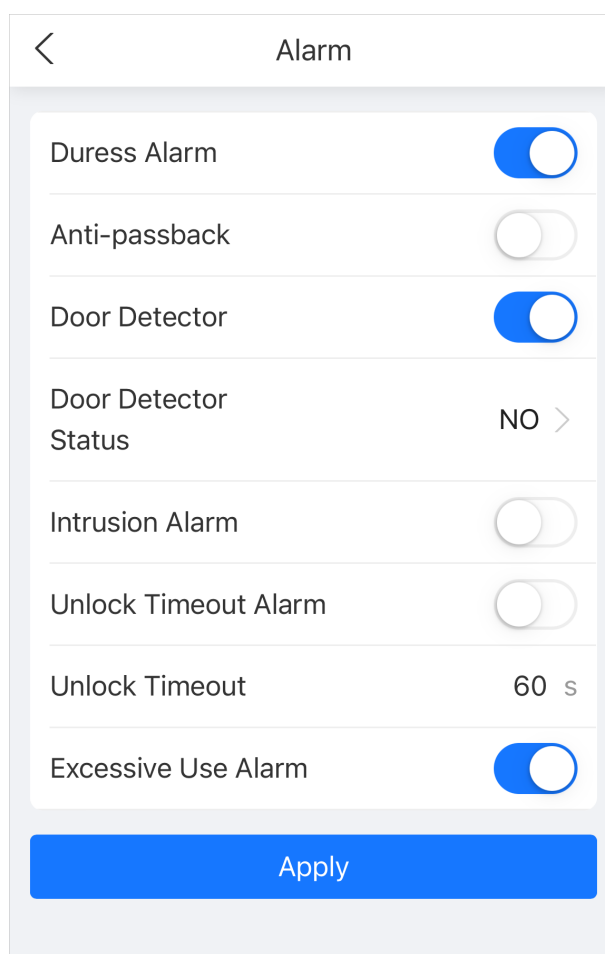 Alarm
Duress Alarm
Anti-passback
Door Detector
Door Detector
Status
NO
Intrusion Alarm
Unlock Timeout Alarm
Unlock Timeout
60 s
Excessive Use Alarm
Apply